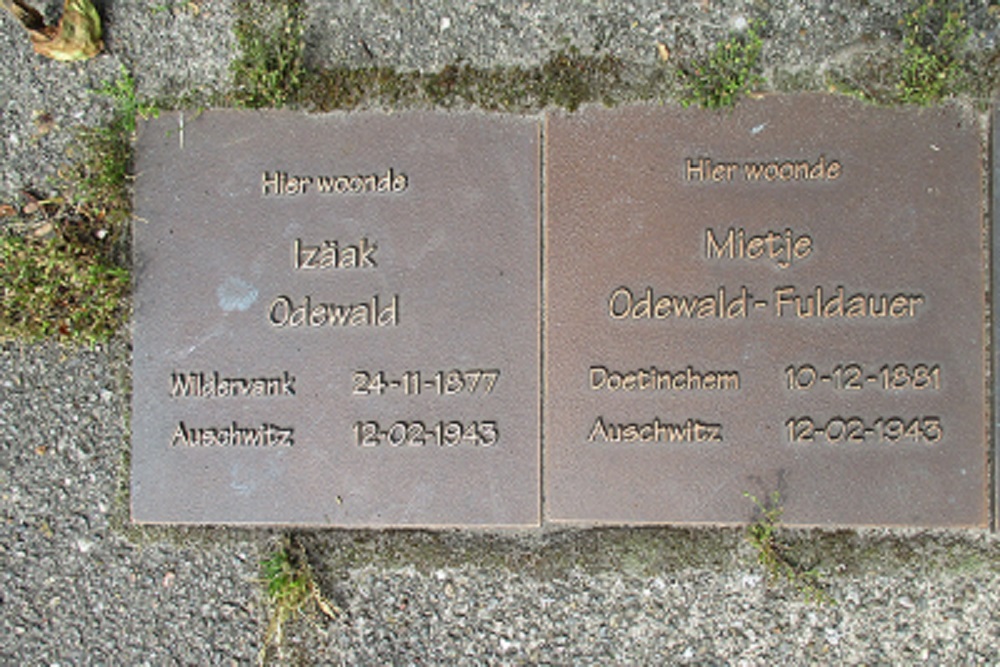 Hier woonde
Izäak
Odewald
Wildervank 24-11-1877
Auschwitz 12-02-1943
Hier woonde
Mietje
Odewald-Fuldauer
Doetinchem 10-12-1881
Auschwitz 12-02-1943